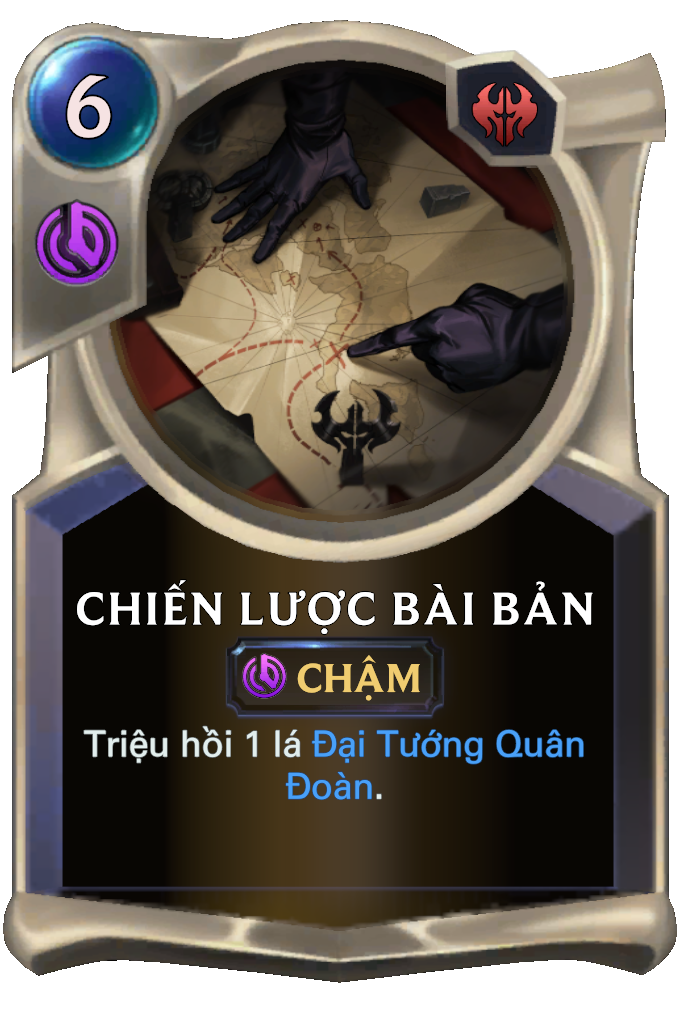 6
CHIẾN LƯỢC BÀI BẢN
CHẬM
Triệu hồi 1 lá Đại Tướng Quân
Đoàn.